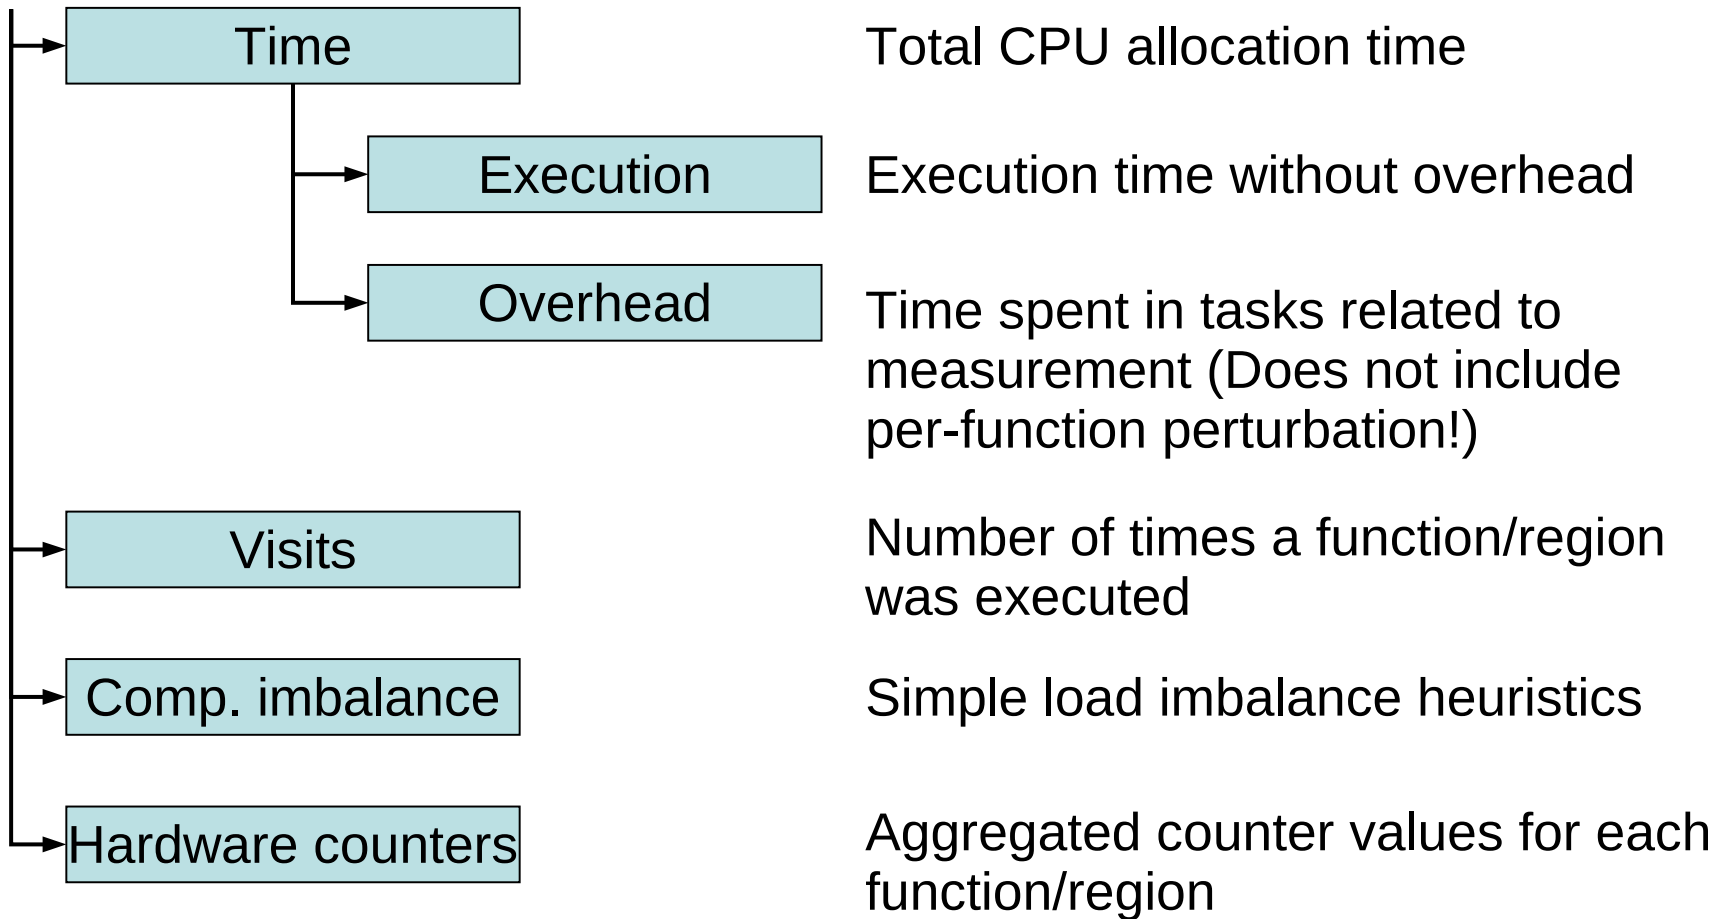 Time
Total CPU allocation time
Execution
Execution time without overhead
Overhead
Time spent in tasks related to
measurement (Does not include
per-function perturbation!)
Visits
Number of times a function/region
was executed
Comp. imbalance
Simple load imbalance heuristics
Hardware counters
Aggregated counter values for each
function/region